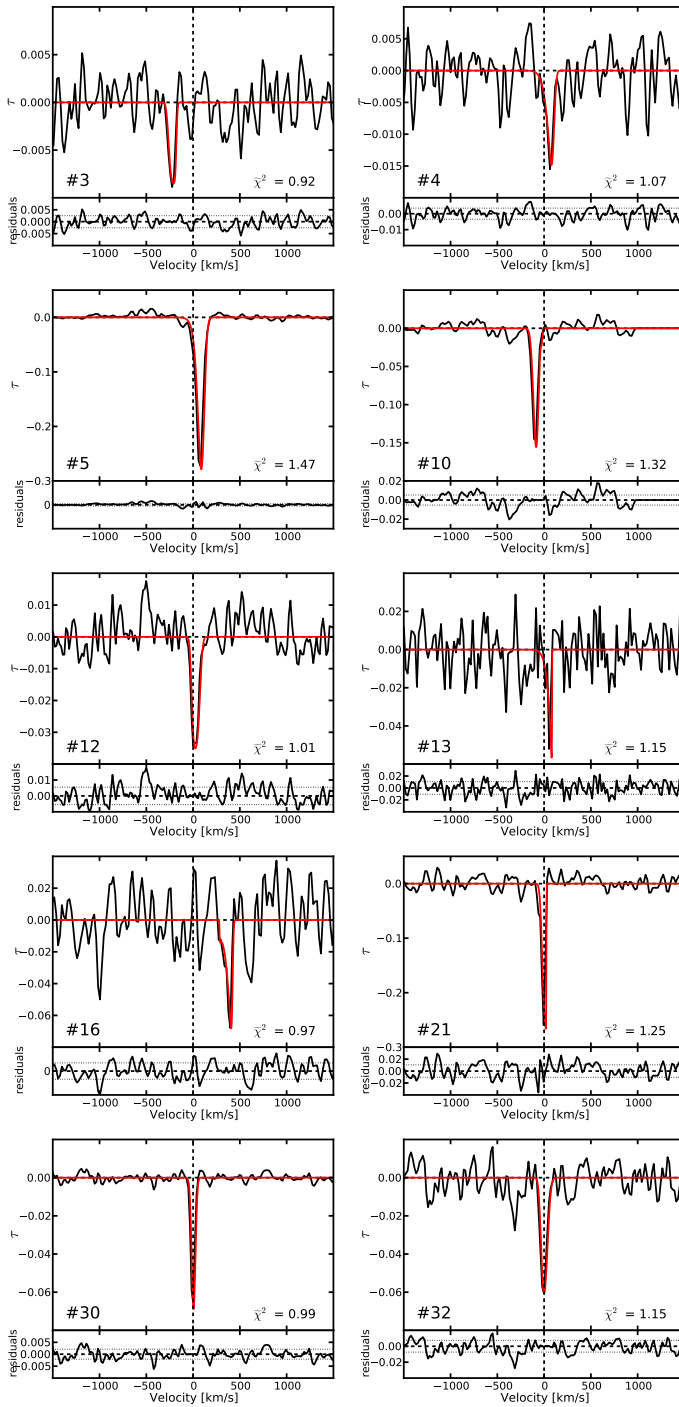 0.005
0.000
−0.005
τ
#3
χ̃² = 0.92
0.005
0.000
−0.005
residuals
−1000 −500 0 500 1000
Velocity [km/s]
0.005
0.000
−0.005
−0.010
−0.015
τ
#4
χ̃² = 1.07
0.00
−0.01
residuals
−1000 −500 0 500 1000
Velocity [km/s]
0.0
−0.1
−0.2
−0.3
τ
#5
χ̃² = 1.47
0
residuals
−1000 −500 0 500 1000
Velocity [km/s]
0.00
−0.05
−0.10
−0.15
τ
#10
χ̃² = 1.32
0.02
0.00
−0.02
residuals
−1000 −500 0 500 1000
Velocity [km/s]
0.01
0.00
−0.01
−0.02
−0.03
τ
#12
χ̃² = 1.01
0.01
0.00
residuals
−1000 −500 0 500 1000
Velocity [km/s]
0.02
0.00
−0.02
−0.04
τ
#13
χ̃² = 1.15
0.02
0.00
−0.02
residuals
−1000 −500 0 500 1000
Velocity [km/s]
0.02
0.00
−0.02
−0.04
−0.06
τ
#16
χ̃² = 0.97
0
residuals
−1000 −500 0 500 1000
Velocity [km/s]
0.0
−0.1
−0.2
−0.3
τ
#21
χ̃² = 1.25
0.02
0.00
−0.02
residuals
−1000 −500 0 500 1000
Velocity [km/s]
0.00
−0.02
−0.04
−0.06
τ
#30
χ̃² = 0.99
0.005
0.000
−0.005
residuals
−1000 −500 0 500 1000
Velocity [km/s]
0.00
−0.02
−0.04
−0.06
τ
#32
χ̃² = 1.15
0.00
−0.02
residuals
−1000 −500 0 500 1000
Velocity [km/s]